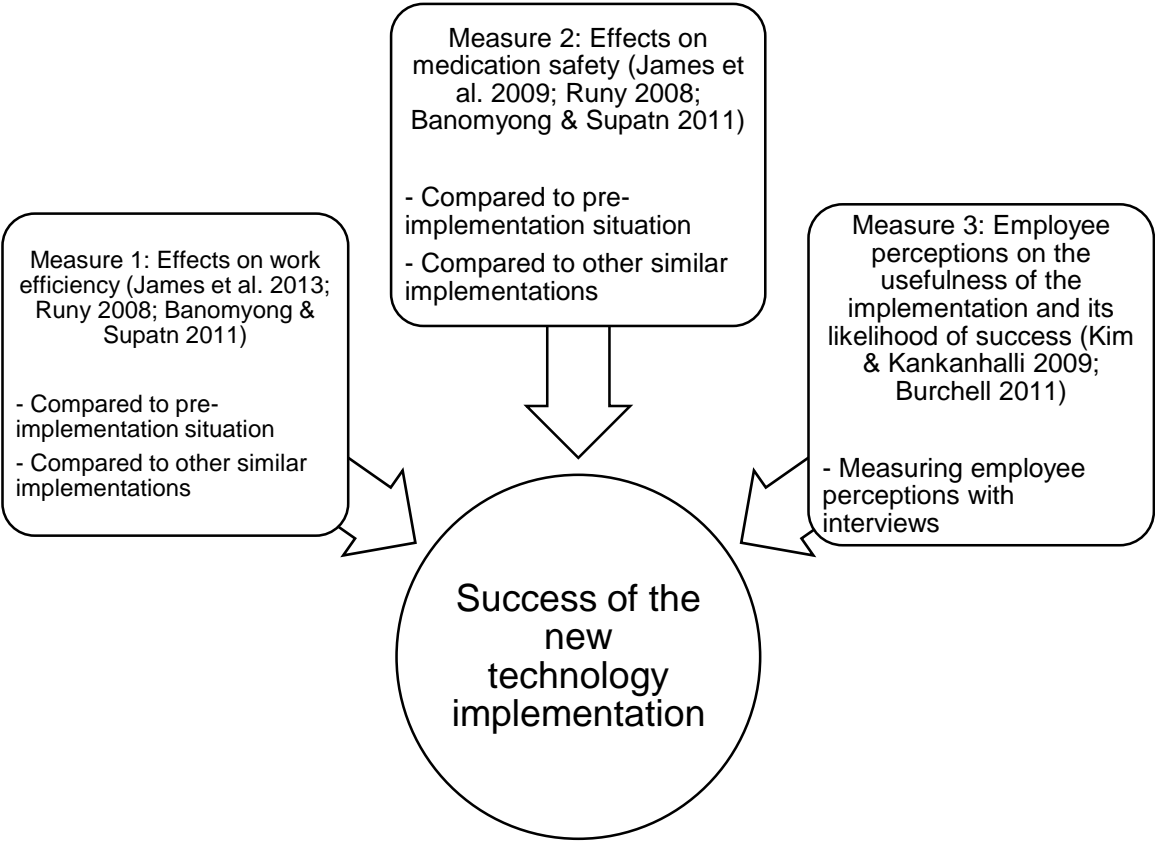 Measure 1: Effects on work
efficiency (James et al. 2013;
Runy 2008; Banomyong &
Supatn 2011)
- Compared to pre-
implementation situation
- Compared to other similar
implementations
Measure 2: Effects on
medication safety (James et
al. 2009; Runy 2008;
Banomyong & Supatn 2011)
- Compared to pre-
implementation situation
- Compared to other similar
implementations
Measure 3: Employee
perceptions on the
usefulness of the
implementation and its
likelihood of success (Kim
& Kankanhalli 2009;
Burchell 2011)
- Measuring employee
perceptions with
interviews
Success of the
new
technology
implementation